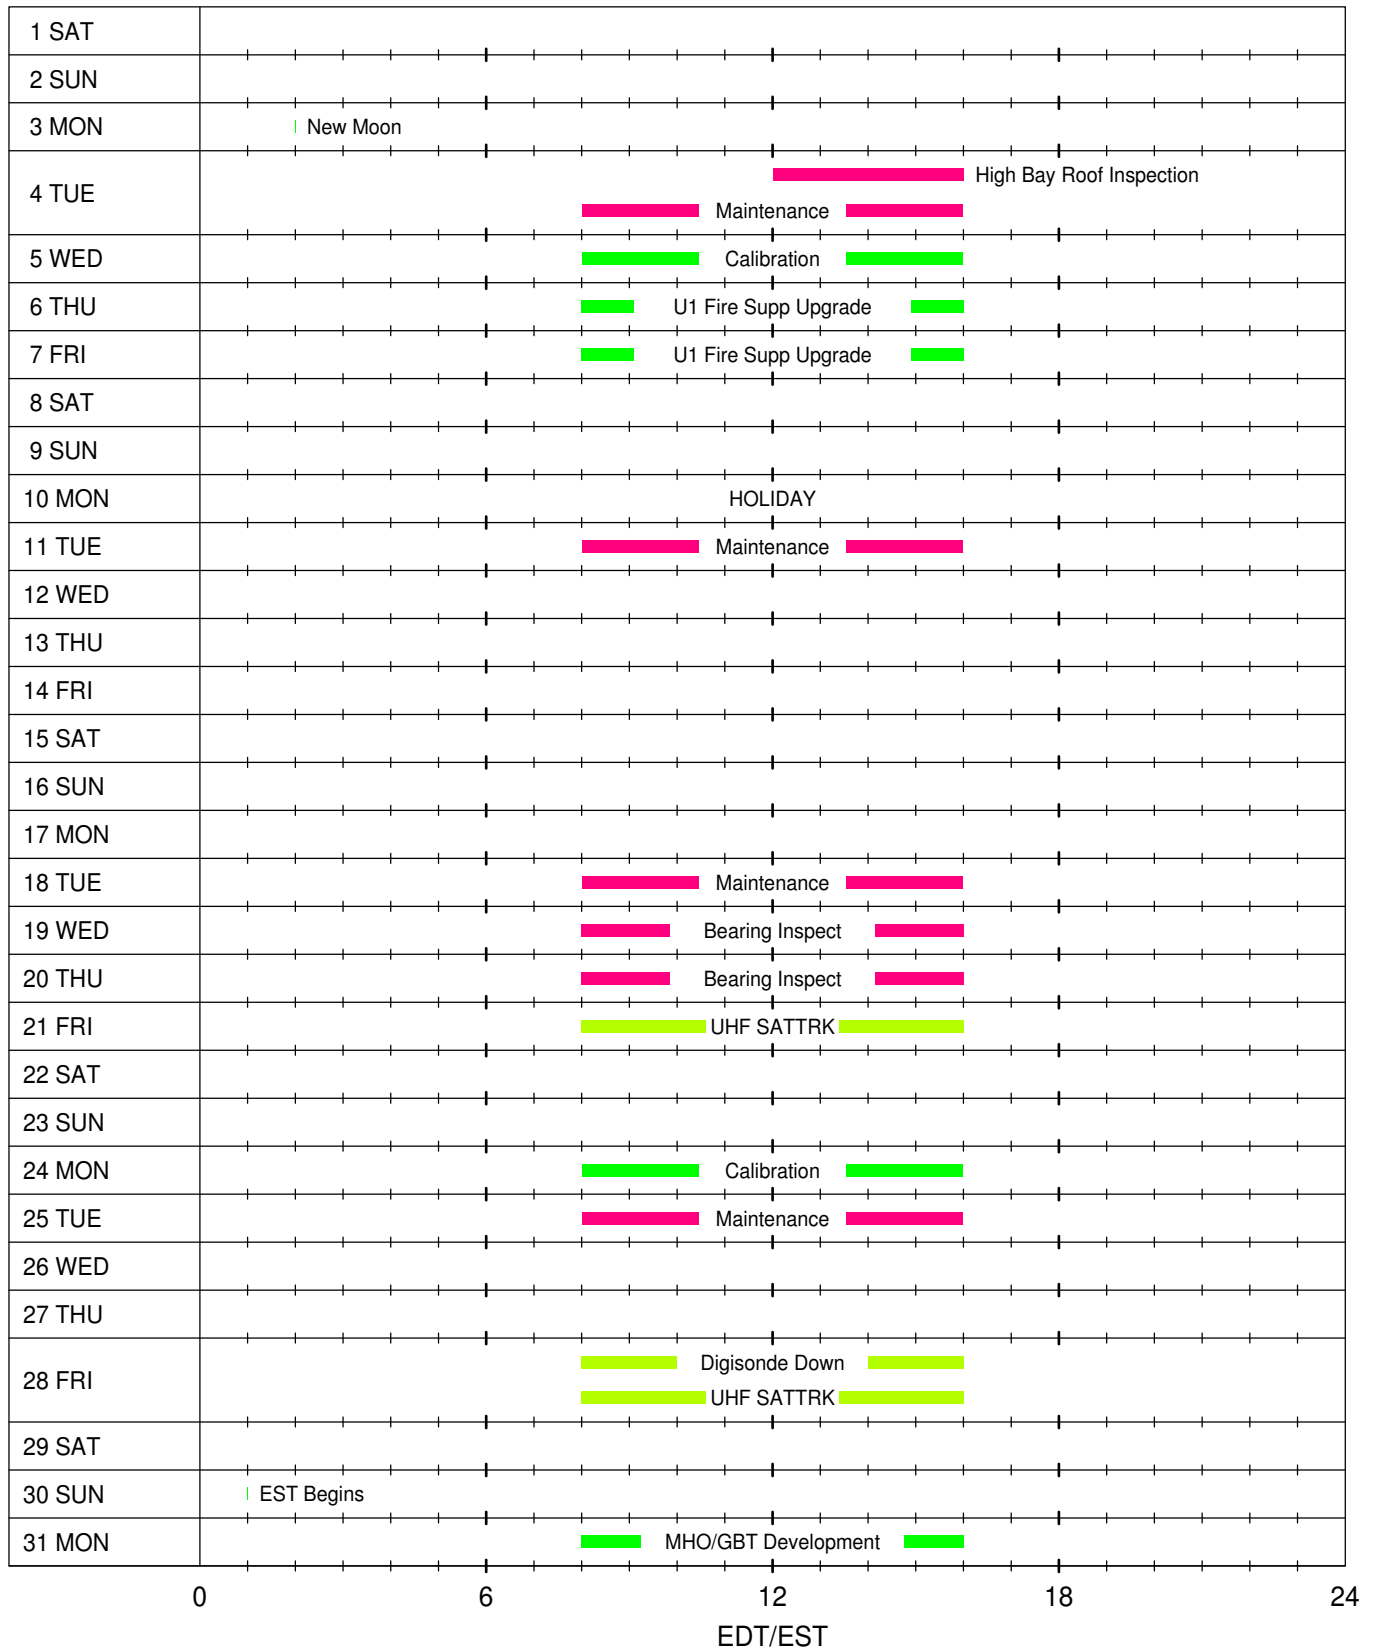 1 SAT
2 SUN
3 MON New Moon
4 TUE
High Bay Roof Inspection
Maintenance
5 WED Calibration
6 THU U1 Fire Supp Upgrade
7 FRI U1 Fire Supp Upgrade
8 SAT
9 SUN
10 MON HOLIDAY
11 TUE Maintenance
12 WED
13 THU
14 FRI
15 SAT
16 SUN
17 MON
18 TUE Maintenance
19 WED Bearing Inspect
20 THU Bearing Inspect
21 FRI UHF SATTRK
22 SAT
23 SUN
24 MON Calibration
25 TUE Maintenance
26 WED
27 THU
28 FRI
Digisonde Down
UHF SATTRK
29 SAT
30 SUN EST Begins
31 MON MHO/GBT Development
0 6 12 18 24
EDT/EST